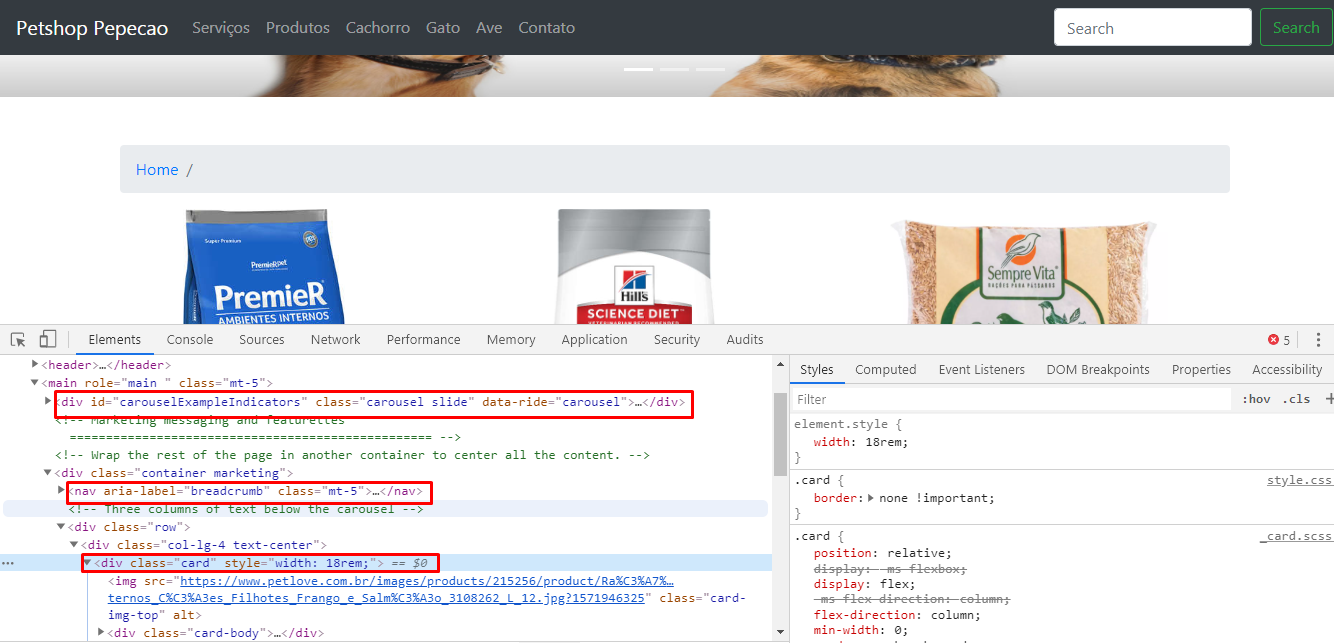 Petshop Pepecao Serviços Produtos Cachorro Gato Ave Contato Search Search
Home /
Super Premium
PremieRpet
PremieR
AMBIENTES INTERNOS
Hill's
SCIENCE DIET
VETERINARIAN RECOMMENDED
Sempre Vita
RAÇÕES PARA PÁSSAROS
Elements Console Sources Network Performance Memory Application Security Audits 5
<header>…</header>
<main role="main " class="mt-5">
<div id="carouselExampleIndicators" class="carousel slide" data-ride="carousel">…</div>
<!-- Marketing messaging and featurettes
================================================== -->
<!-- Wrap the rest of the page in another container to center all the content. -->
<div class="container marketing">
<nav aria-label="breadcrumb" class="mt-5">…</nav>
<!-- Three columns of text below the carousel -->
<div class="row">
<div class="col-lg-4 text-center">
… <div class="card" style="width: 18rem;"> == $0
<img src="https://www.petlove.com.br/images/products/215256/product/Ra%C3%A7%…
ternos_C%C3%A3es_Filhotes_Frango_e_Salm%C3%A3o_3108262_L_12.jpg?1571946325" class="card-
img-top" alt>
<div class="card-body">…</div>
Styles Computed Event Listeners DOM Breakpoints Properties Accessibility
Filter :hov .cls +
element.style {
width: 18rem;
}
.card { style.css
border: none !important;
}
.card { _card.scss
position: relative;
display: -ms-flexbox;
display: flex;
-ms-flex-direction: column;
flex-direction: column;
min-width: 0;